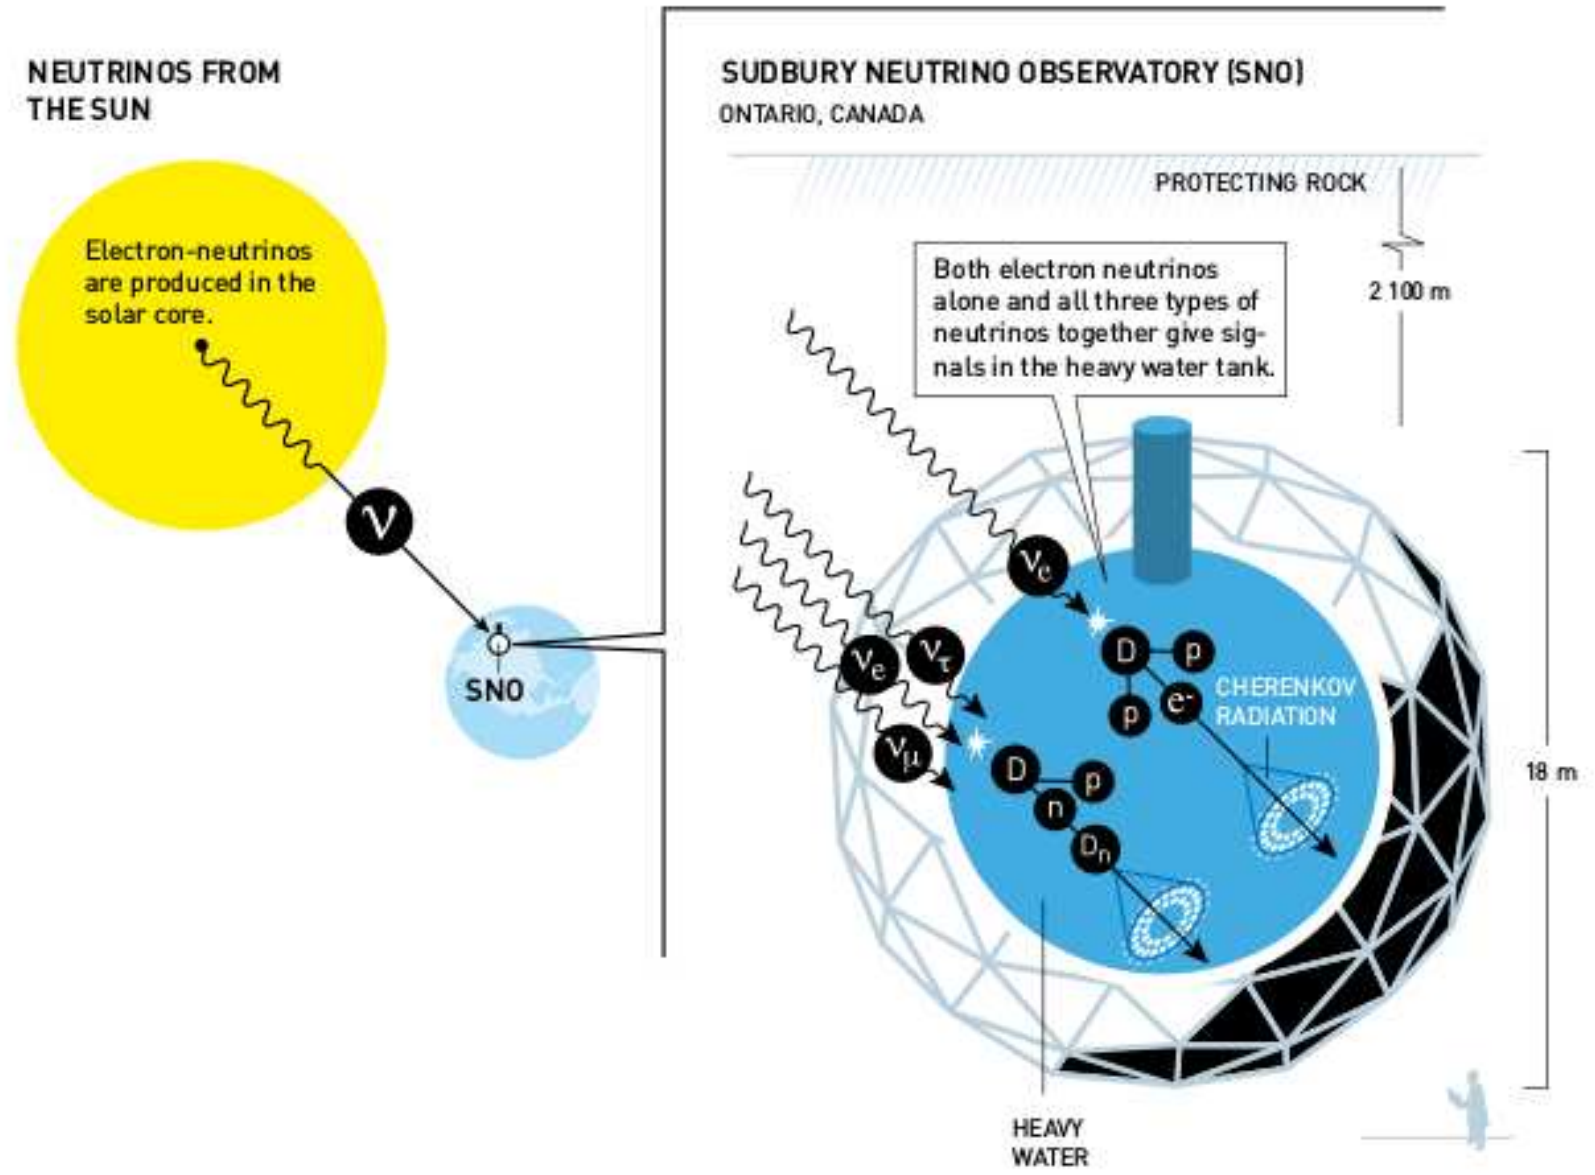 NEUTRINOS FROM
THE SUN
Electron-neutrinos
are produced in the
solar core.
ν
SNO
SUDBURY NEUTRINO OBSERVATORY (SNO)
ONTARIO, CANADA
PROTECTING ROCK
2 100 m
Both electron neutrinos
alone and all three types of
neutrinos together give sig-
nals in the heavy water tank.
νe
νe
ντ
νμ
D
p
p
e-
CHERENKOV
RADIATION
D
p
n
Dn
18 m
HEAVY
WATER